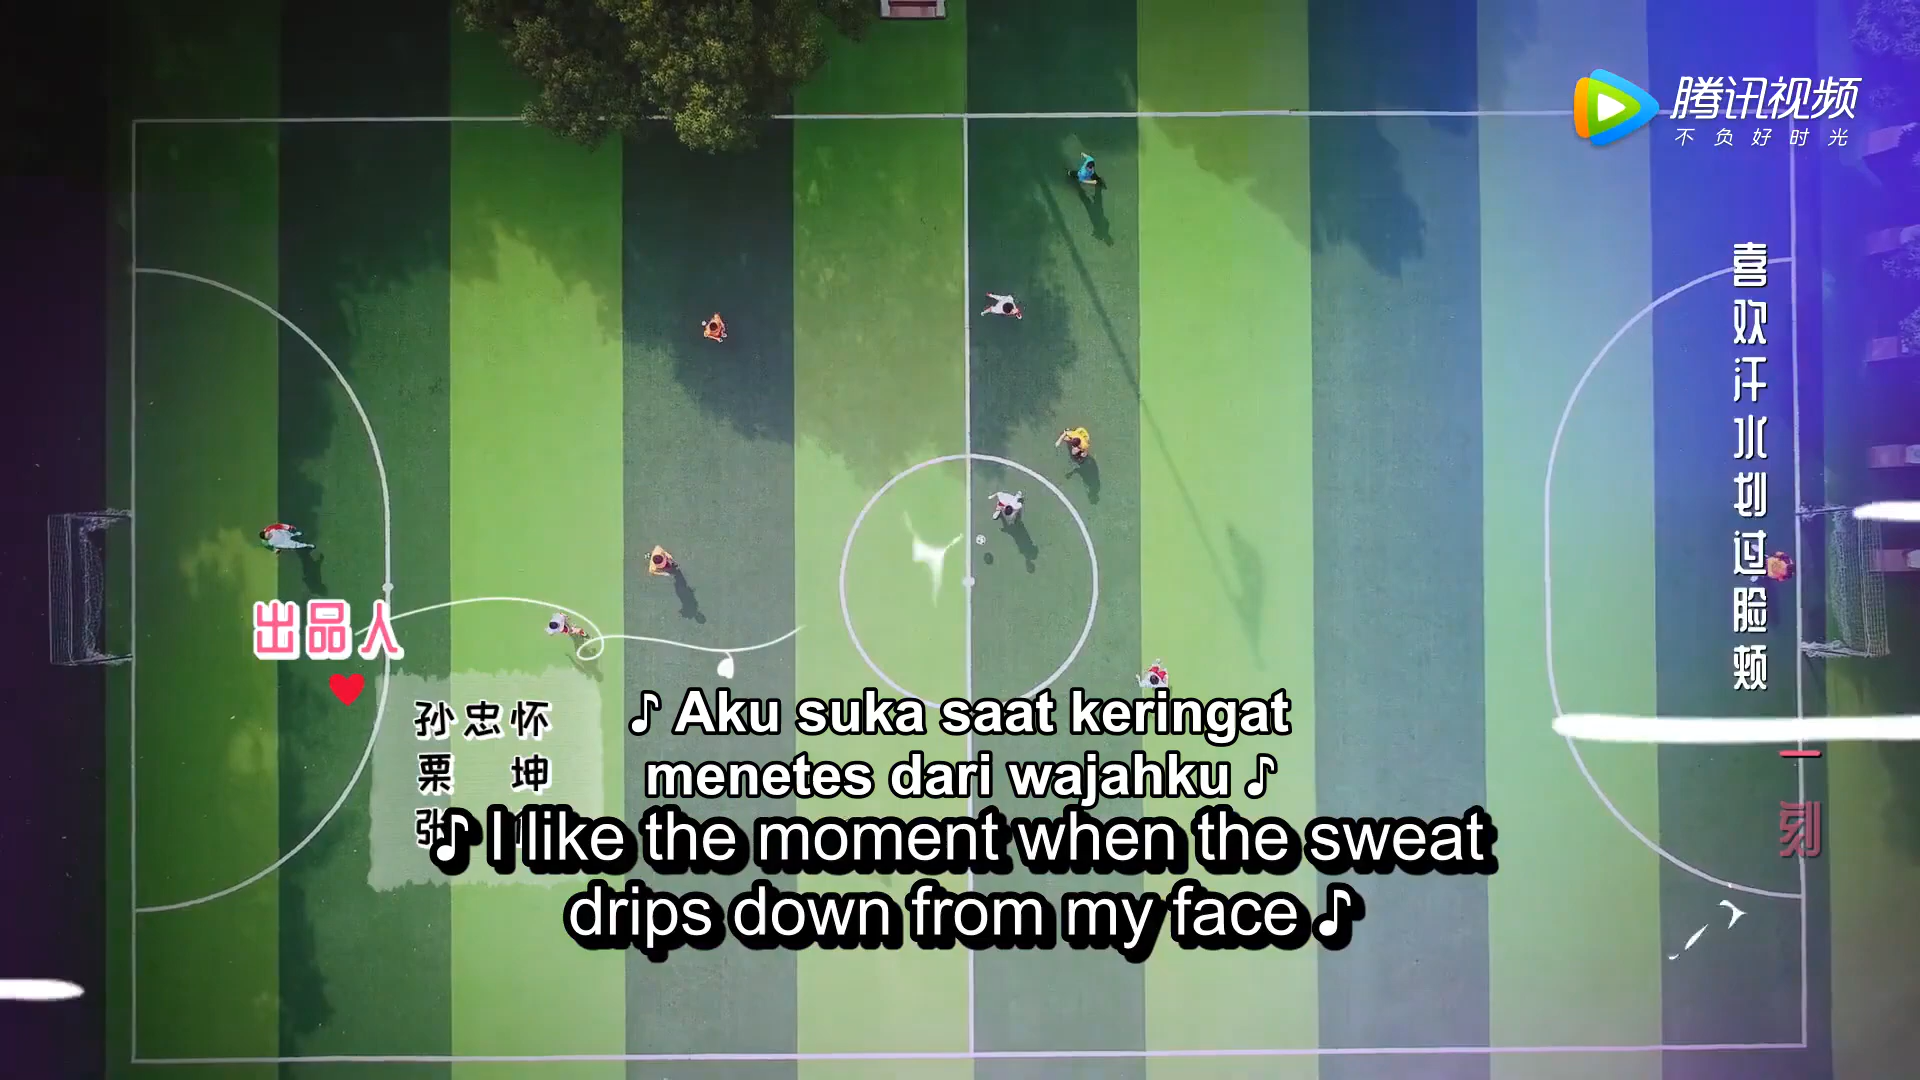 腾讯视频
不负好时光
喜欢汗水划过脸颊
一刻
出品人
孙忠怀
栗 坤
张
♪ Aku suka saat keringat
menetes dari wajahku ♪
♪ I like the moment when the sweat
drips down from my face ♪